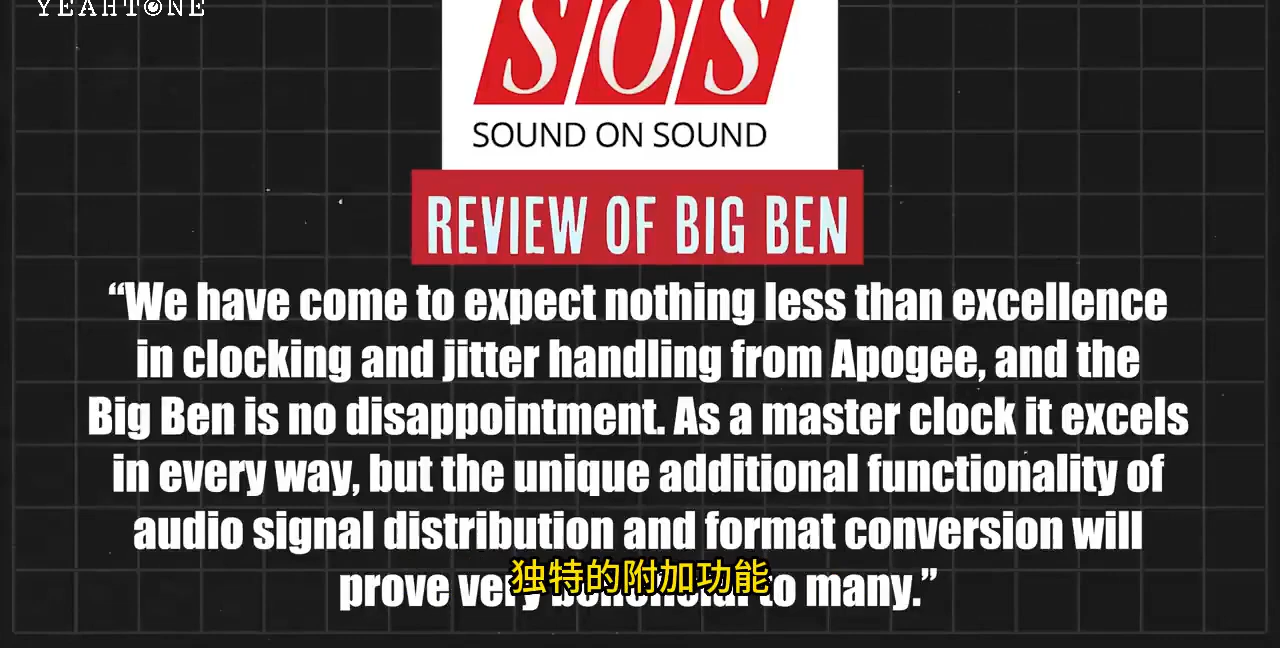 YEAHTONE
SOS
SOUND ON SOUND
REVIEW OF BIG BEN
“We have come to expect nothing less than excellence
in clocking and jitter handling from Apogee, and the
Big Ben is no disappointment. As a master clock it excels
in every way, but the unique additional functionality of
audio signal distribution and format conversion will
prove very beneficial to many.”
独特的附加功能